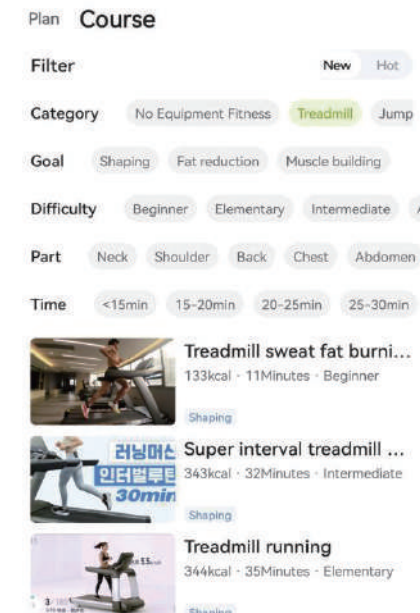 Plan Course
Filter New Hot
Category No Equipment Fitness Treadmill Jump
Goal Shaping Fat reduction Muscle building
Difficulty Beginner Elementary Intermediate
Part Neck Shoulder Back Chest Abdomen
Time <15min 15-20min 20-25min 25-30min
Treadmill sweat fat burni...
133kcal · 11Minutes · Beginner
Shaping
러닝머신
인터벌루틴
30min
Super interval treadmill ...
343kcal · 32Minutes · Intermediate
Shaping
Treadmill running
344kcal · 35Minutes · Elementary
Shaping